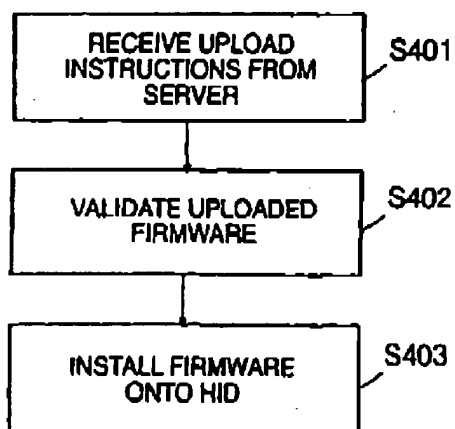 RECEIVE UPLOAD
INSTRUCTIONS FROM
SERVER
S401
VALIDATE UPLOADED
FIRMWARE
S402
INSTALL FIRMWARE
ONTO HID
S403